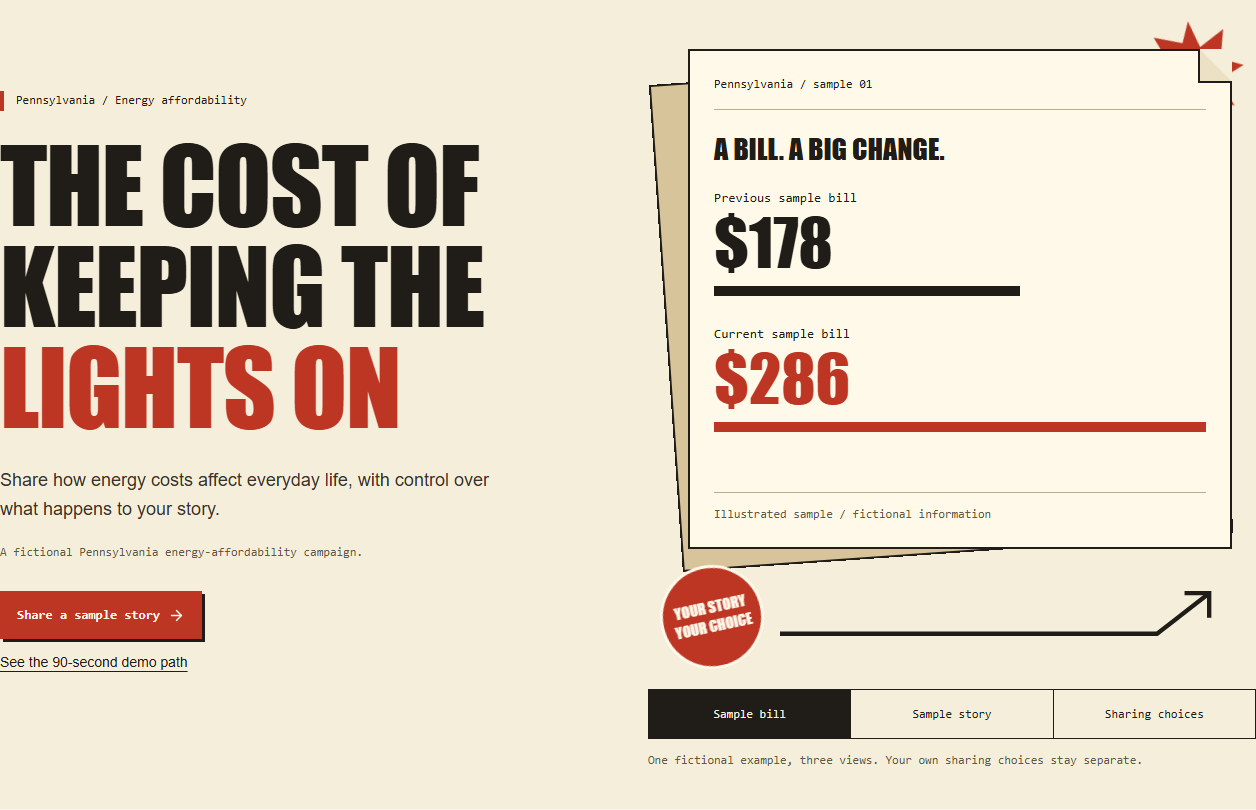 Pennsylvania / Energy affordability
THE COST OF
KEEPING THE
LIGHTS ON
Share how energy costs affect everyday life, with control over
what happens to your story.
A fictional Pennsylvania energy-affordability campaign.
Share a sample story →
See the 90-second demo path
Pennsylvania / sample 01
A BILL. A BIG CHANGE.
Previous sample bill
$178
Current sample bill
$286
Illustrated sample / fictional information
YOUR STORY
YOUR CHOICE
Sample bill
Sample story
Sharing choices
One fictional example, three views. Your own sharing choices stay separate.